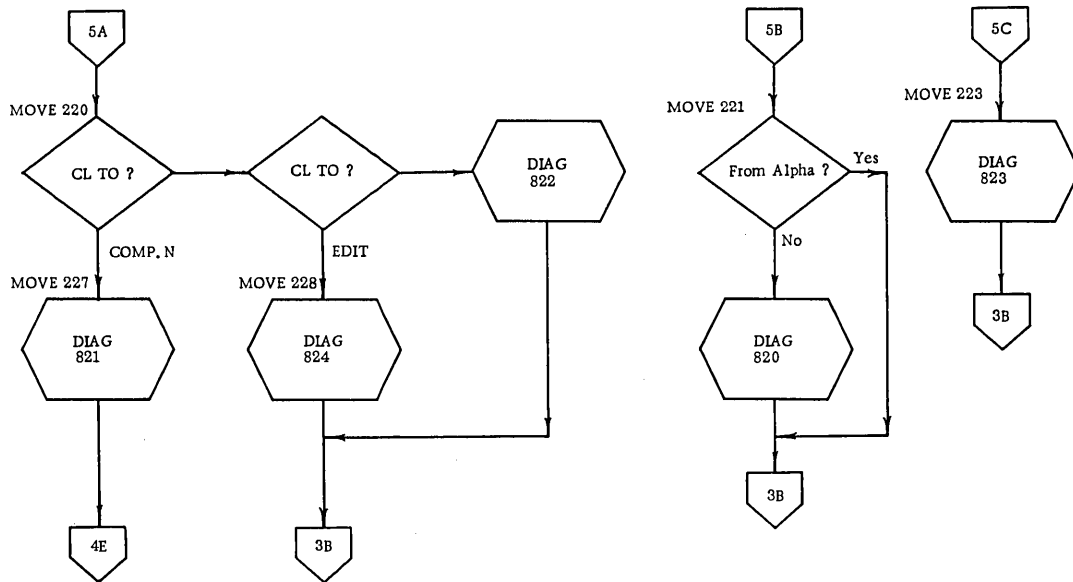 5A
5B
5C
MOVE 220
MOVE 221
MOVE 223
CL TO ?
CL TO ?
DIAG
822
From Alpha ?
Yes
DIAG
823
COMP. N
EDIT
No
MOVE 227
MOVE 228
DIAG
821
DIAG
824
DIAG
820
3B
3B
4E
3B